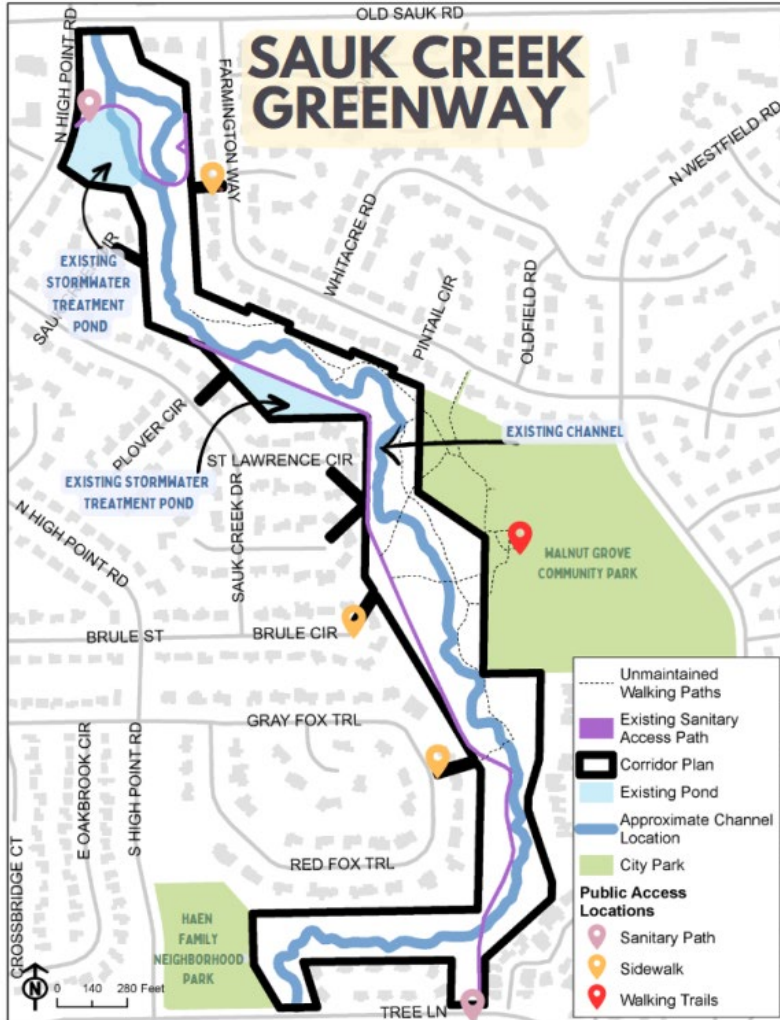 OLD SAUK RD
SAUK CREEK
GREENWAY
N HIGH POINT RD
FARMINGTON WAY
N WESTFIELD RD
WHITACRE RD
EXISTING
STORMWATER
TREATMENT
POND
PINTAIL CIR
OLDFIELD RD
PLOVER CIR
EXISTING CHANNEL
ST LAWRENCE CIR
EXISTING STORMWATER
TREATMENT POND
SAUK CREEK DR
N HIGH POINT RD
WALNUT GROVE
COMMUNITY PARK
BRULE ST
BRULE CIR
GRAY FOX TRL
E OAKBROOK CIR
S HIGH POINT RD
CROSSBRIDGE CT
RED FOX TRL
HAEN
FAMILY
NEIGHBORHOOD
PARK
TREE LN
N
0 140 280 Feet
Unmaintained
Walking Paths
Existing Sanitary
Access Path
Corridor Plan
Existing Pond
Approximate Channel
Location
City Park
Public Access
Locations
Sanitary Path
Sidewalk
Walking Trails